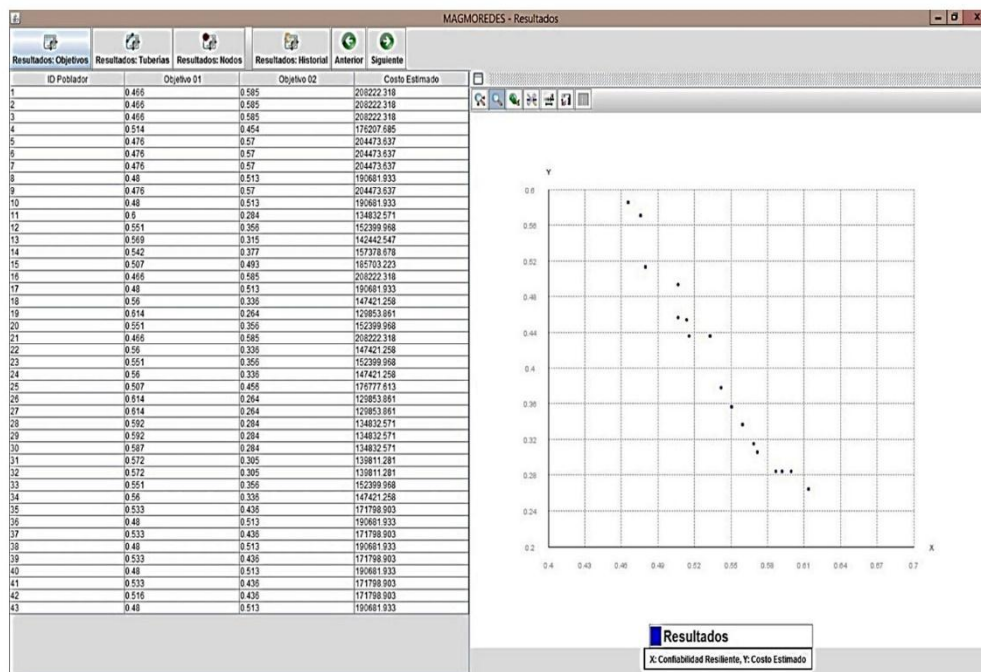 MAGMOREDES - Resultados
Resultados: Objetivos Resultados: Tuberias Resultados: Nodos Resultados: Historial Anterior Siguiente
ID Poblador Objetivo 01 Objetivo 02 Costo Estimado
1 0.466 0.585 208222.318
2 0.466 0.585 208222.318
3 0.466 0.585 208222.318
4 0.514 0.454 176207.685
5 0.476 0.57 204473.637
6 0.476 0.57 204473.637
7 0.476 0.57 204473.637
8 0.48 0.513 190681.933
9 0.476 0.57 204473.637
10 0.48 0.513 190681.933
11 0.6 0.284 134832.571
12 0.551 0.356 152399.968
13 0.569 0.315 142442.547
14 0.542 0.377 157378.678
15 0.507 0.493 185703.223
16 0.466 0.585 208222.318
17 0.48 0.513 190681.933
18 0.56 0.336 147421.258
19 0.614 0.264 129853.861
20 0.551 0.356 152399.968
21 0.466 0.585 208222.318
22 0.56 0.336 147421.258
23 0.551 0.356 152399.968
24 0.56 0.336 147421.258
25 0.507 0.456 176777.613
26 0.614 0.264 129853.861
27 0.614 0.264 129853.861
28 0.592 0.284 134832.571
29 0.592 0.284 134832.571
30 0.587 0.284 134832.571
31 0.572 0.305 139811.281
32 0.572 0.305 139811.281
33 0.551 0.356 152399.968
34 0.56 0.336 147421.258
35 0.533 0.436 171798.903
36 0.48 0.513 190681.933
37 0.533 0.436 171798.903
38 0.48 0.513 190681.933
39 0.533 0.436 171798.903
40 0.48 0.513 190681.933
41 0.533 0.436 171798.903
42 0.516 0.436 171798.903
43 0.48 0.513 190681.933
Y
0.6
0.56
0.52
0.48
0.44
0.4
0.36
0.32
0.28
0.24
0.2
X
0.4 0.43 0.46 0.49 0.52 0.55 0.58 0.61 0.64 0.67 0.7
Resultados
X: Confiabilidad Resiliente, Y: Costo Estimado